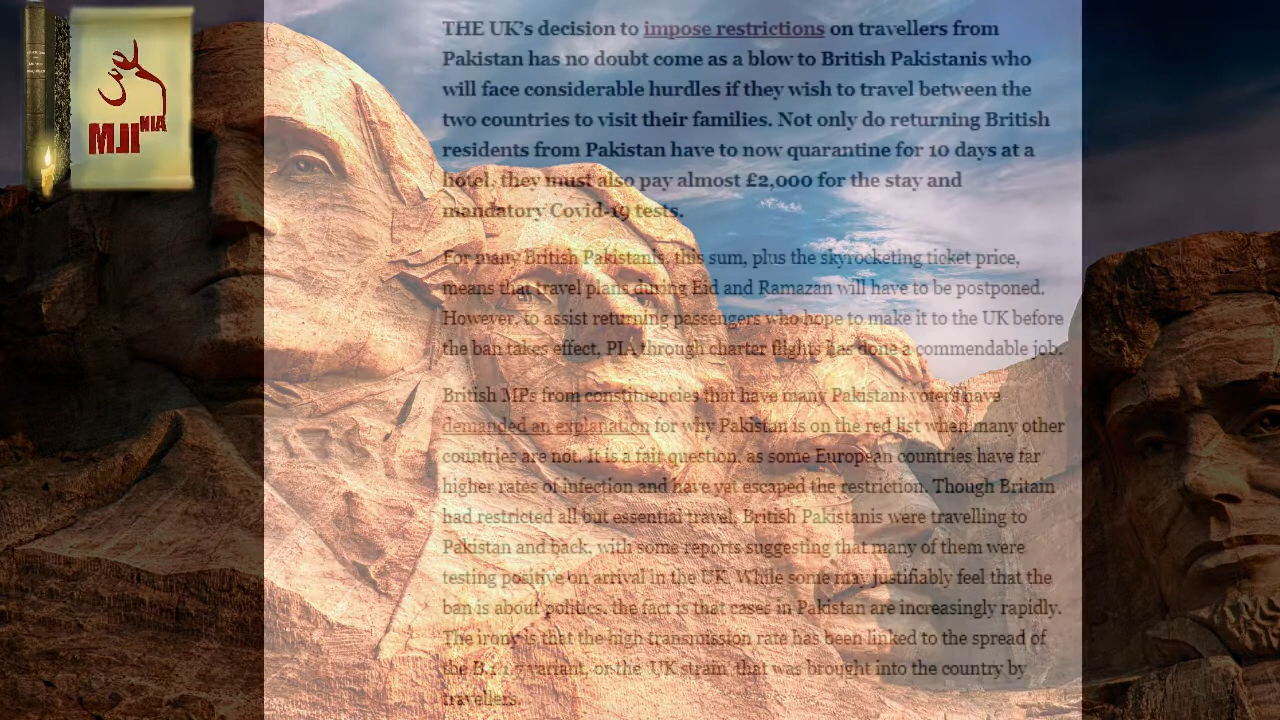 عین
MJI
NIA
THE UK's decision to impose restrictions on travellers from
Pakistan has no doubt come as a blow to British Pakistanis who
will face considerable hurdles if they wish to travel between the
two countries to visit their families. Not only do returning British
residents from Pakistan have to now quarantine for 10 days at a
hotel, they must also pay almost £2,000 for the stay and
mandatory Covid-19 tests.
For many British Pakistanis, this sum, plus the skyrocketing ticket price,
means that travel plans during Eid and Ramazan will have to be postponed.
However, to assist returning passengers who hope to make it to the UK before
the ban takes effect, PIA through charter flights has done a commendable job.
British MPs from constituencies that have many Pakistani voters have
demanded an explanation for why Pakistan is on the red list when many other
countries are not. It is a fair question, as some European countries have far
higher rates of infection and have yet escaped the restriction. Though Britain
had restricted all but essential travel, British Pakistanis were travelling to
Pakistan and back, with some reports suggesting that many of them were
testing positive on arrival in the UK. While some may justifiably feel that the
ban is about politics, the fact is that cases in Pakistan are increasingly rapidly.
The irony is that the high transmission rate has been linked to the spread of
the B.1.1.7 variant, or the 'UK strain' that was brought into the country by
travellers.